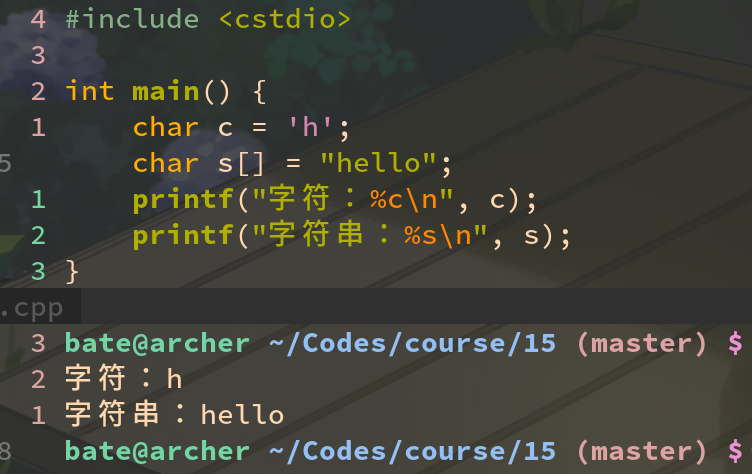 4 #include <cstdio>
3
2 int main() {
1     char c = 'h';
5     char s[] = "hello";
1     printf("字符：%c\n", c);
2     printf("字符串：%s\n", s);
3 }
.cpp
3 bate@archer ~/Codes/course/15 (master) $
2 字符：h
1 字符串：hello
8 bate@archer ~/Codes/course/15 (master) $